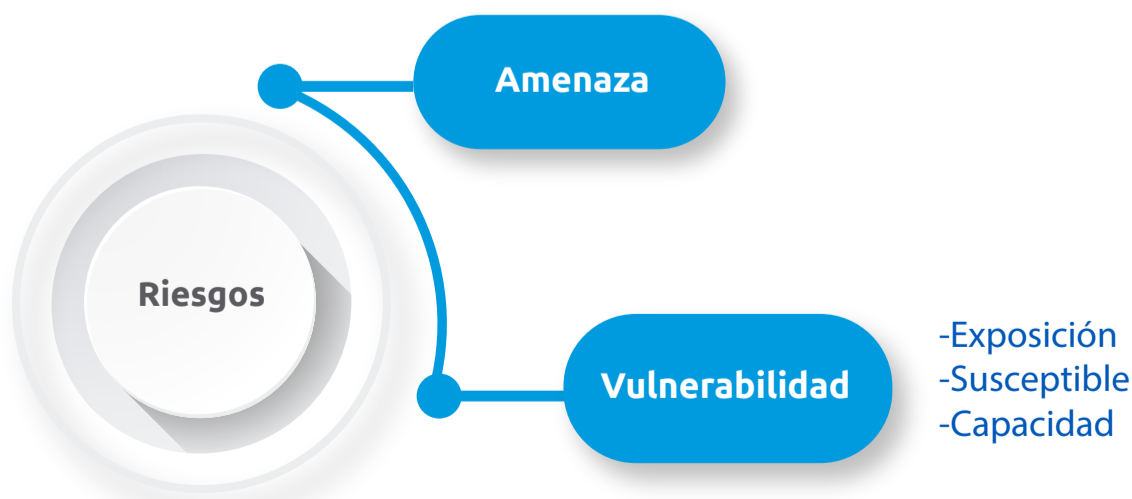 Amenaza
Riesgos
Vulnerabilidad
-Exposición
-Susceptible
-Capacidad